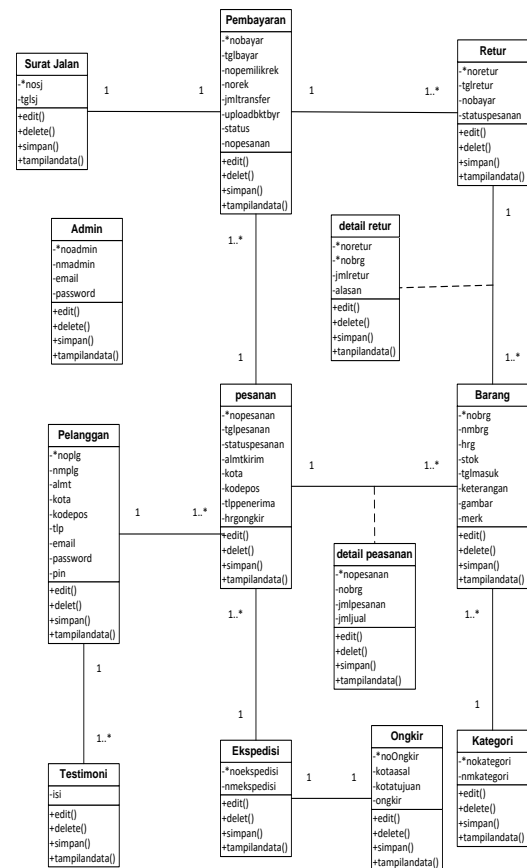 Pembayaran
-*nobayar
-tglbayar
-nopemilikrek
-norek
-jmltransfer
-uploadbktbyr
-status
-nopesanan
+edit()
+delet()
+simpan()
+tampilandata()
Surat Jalan
-*nosj
-tglsj
+edit()
+delete()
+simpan()
+tampilandata()
1
1
1
1..*
Retur
-*noretur
-tglretur
-nobayar
-statuspesanan
+edit()
+delet()
+simpan()
+tampilandata()
Admin
-*noadmin
-nmadmin
-email
-password
+edit()
+delete()
+simpan()
+tampilandata()
1..*
1
detail retur
-*noretur
-*nobrg
-jmlretur
-alasan
+edit()
+delete()
+simpan()
+tanpilandata()
1
1..*
Pelanggan
-*noplg
-nmplg
-almt
-kota
-kodepos
-tlp
-email
-password
-pin
+edit()
+delet()
+simpan()
+tampilandata()
1
1..*
pesanan
-*nopesanan
-tglpesanan
-statuspesanan
-almtkirim
-kota
-kodepos
-tlppenerima
-hrgongkir
+edit()
+delet()
+simpan()
+tampilandata()
1
1..*
Barang
-*nobrg
-nmbrg
-hrg
-stok
-tglmasuk
-keterangan
-gambar
-merk
+edit()
+delete()
+simpan()
+tampilandata()
detail peasanan
-*nopesanan
-nobrg
-jmlpesanan
-jmljual
+edit()
+delet()
+simpan()
+tampilandata()
1
1..*
1..*
1
1..*
1
Testimoni
-isi
+edit()
+delete()
+simpan()
+tampilandata()
Ekspedisi
-*noekspedisi
-nmekspedisi
+edit()
+delet()
+simpan()
+tampilandata()
1
1
Ongkir
-*noOngkir
-kotaasal
-kotatujuan
-ongkir
+edit()
+delete()
+simpan()
+tampilandata()
Kategori
-*nokategori
-nmkategori
+edit()
+delete()
+simpan()
+tampilandata()